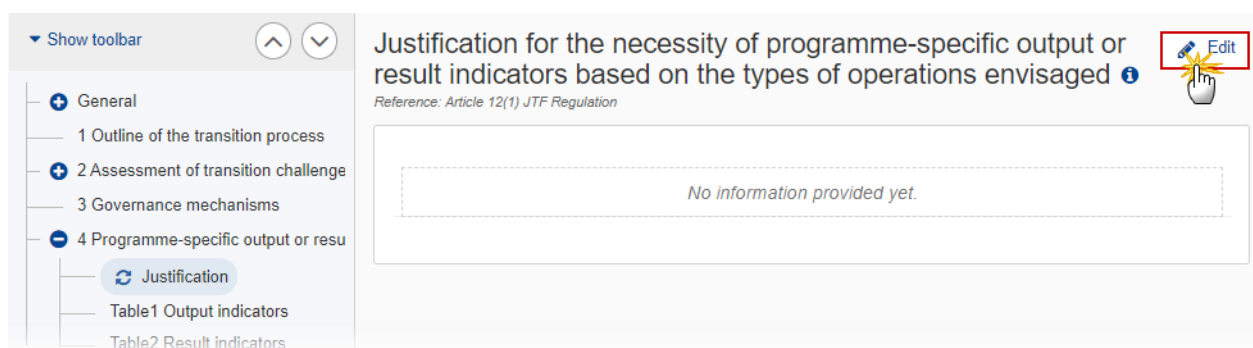 Show toolbar
General
1 Outline of the transition process
2 Assessment of transition challenge
3 Governance mechanisms
4 Programme-specific output or resu
Justification
Table1 Output indicators
Table2 Result indicators
Justification for the necessity of programme-specific output or
result indicators based on the types of operations envisaged
Reference: Article 12(1) JTF Regulation
Edit
No information provided yet.